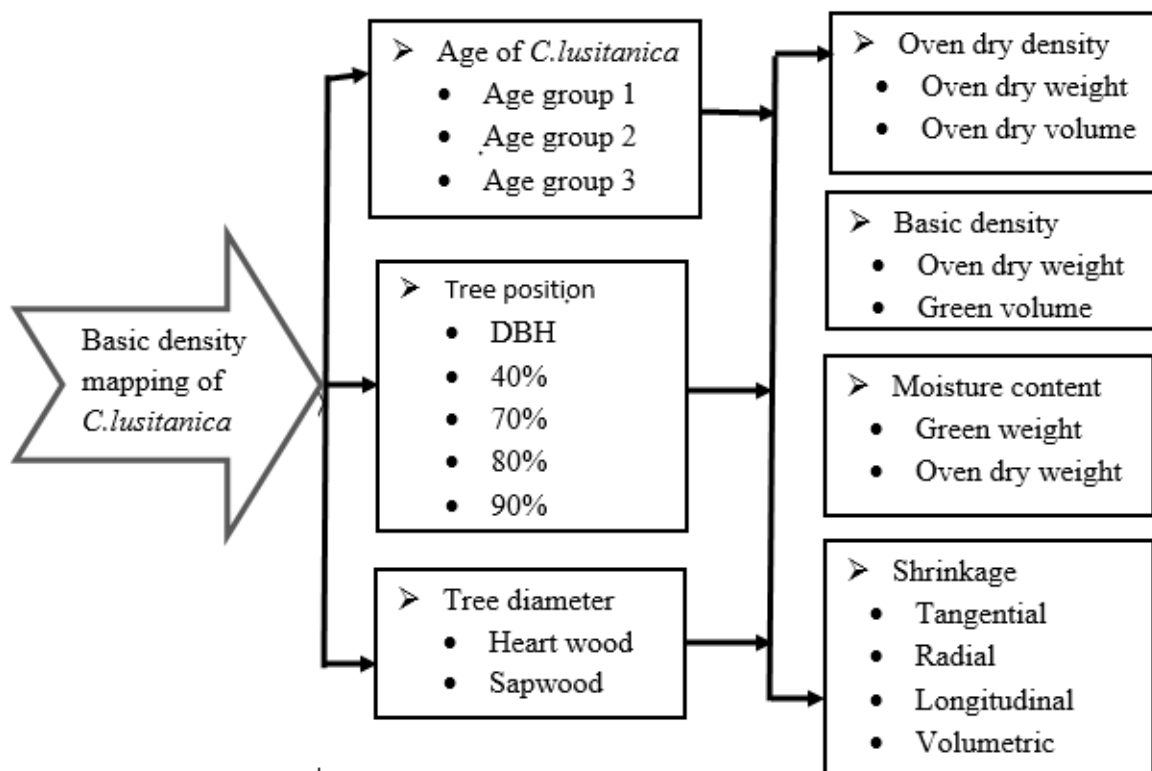 Basic density
mapping of
C.lusitanica
➢ Age of C.lusitanica
• Age group 1
• Age group 2
• Age group 3
➢ Tree position
• DBH
• 40%
• 70%
• 80%
• 90%
➢ Tree diameter
• Heart wood
• Sapwood
➢ Oven dry density
• Oven dry weight
• Oven dry volume
➢ Basic density
• Oven dry weight
• Green volume
➢ Moisture content
• Green weight
• Oven dry weight
➢ Shrinkage
• Tangential
• Radial
• Longitudinal
• Volumetric